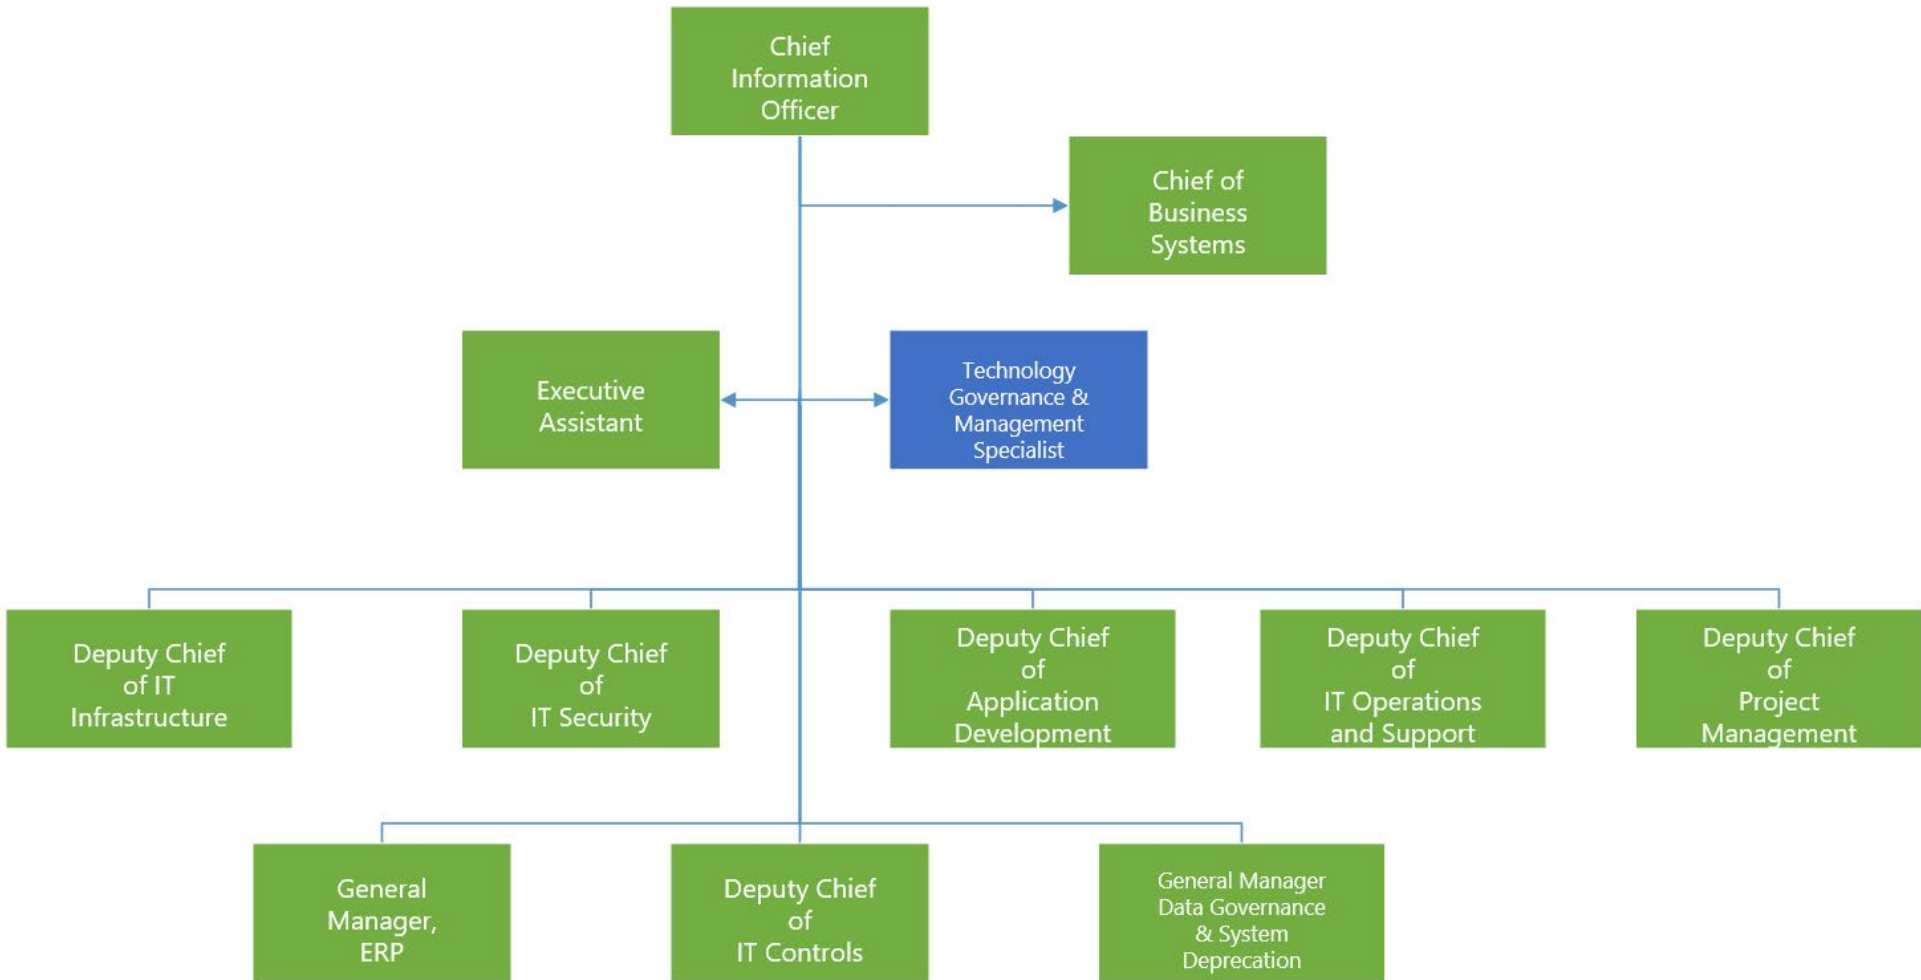 Chief
Information
Officer
Chief of
Business
Systems
Executive
Assistant
Technology
Governance &
Management
Specialist
Deputy Chief
of IT
Infrastructure
Deputy Chief
of
IT Security
Deputy Chief
of
Application
Development
Deputy Chief
of
IT Operations
and Support
Deputy Chief
of
Project
Management
General
Manager,
ERP
Deputy Chief
of
IT Controls
General Manager
Data Governance
& System
Deprecation